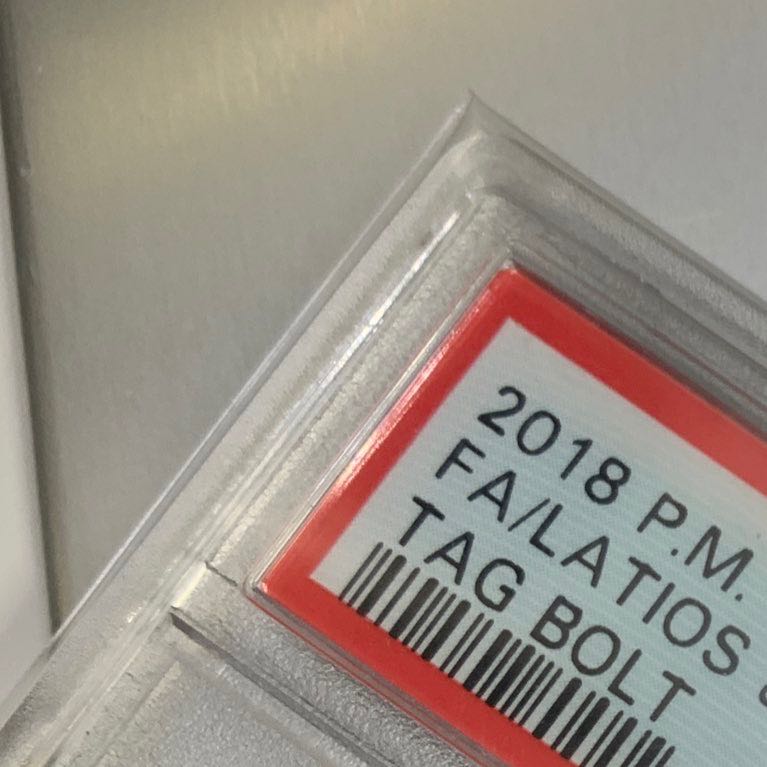 2018 P.M.
FA/LATIOS
TAG BOLT